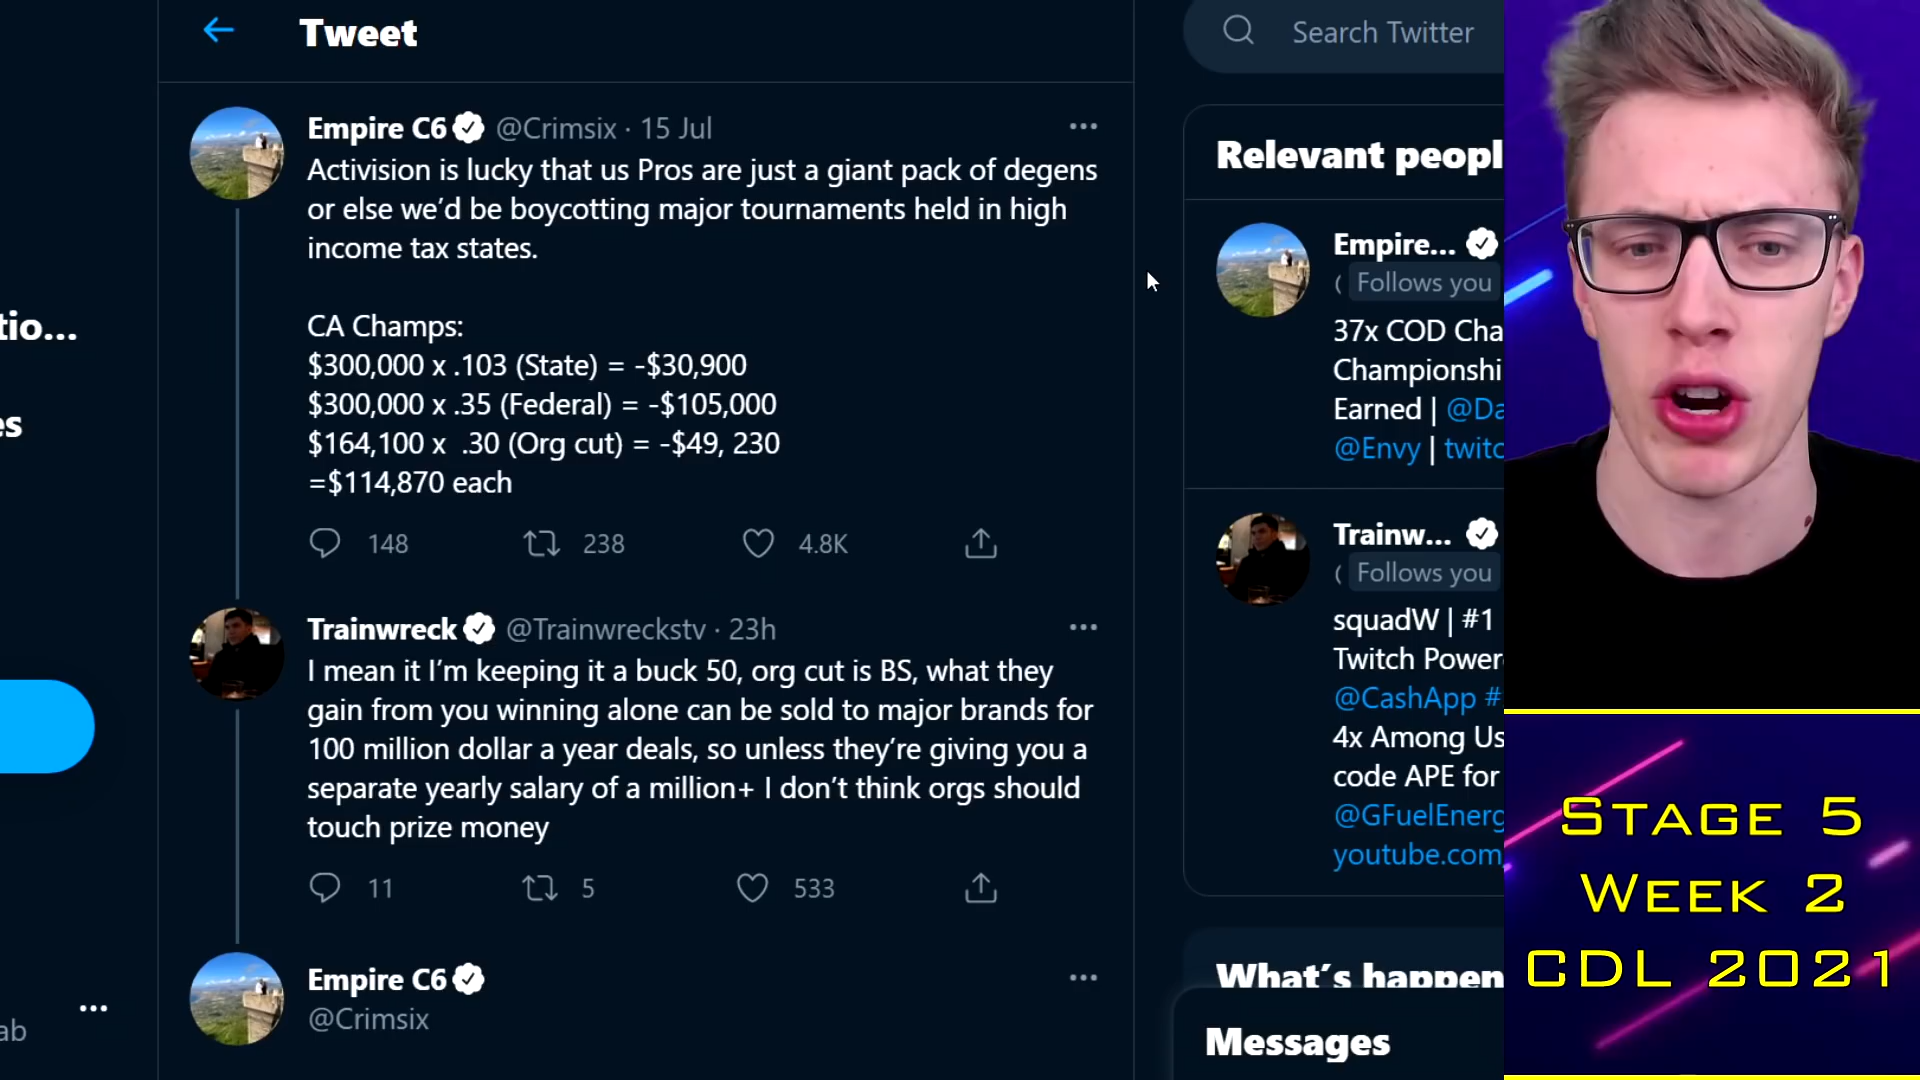 Tweet
Search Twitter
Empire C6 @Crimsix · 15 Jul
Activision is lucky that us Pros are just a giant pack of degens
or else we’d be boycotting major tournaments held in high
income tax states.
CA Champs:
$300,000 x .103 (State) = -$30,900
$300,000 x .35 (Federal) = -$105,000
$164,100 x .30 (Org cut) = -$49, 230
=$114,870 each
148 238 4.8K
Trainwreck @Trainwreckstv · 23h
I mean it I’m keeping it a buck 50, org cut is BS, what they
gain from you winning alone can be sold to major brands for
100 million dollar a year deals, so unless they’re giving you a
separate yearly salary of a million+ I don’t think orgs should
touch prize money
11 5 533
Empire C6
@Crimsix
tio...
es
ab
Relevant peopl
Empire...
( Follows you
37x COD Cha
Championshi
Earned | @Da
@Envy | twitc
Trainw...
( Follows you
squadW | #1
Twitch Power
@CashApp #
4x Among Us
code APE for
@GFuelEnerg
youtube.com
What’s happen
Messages
STAGE 5
WEEK 2
CDL 2021